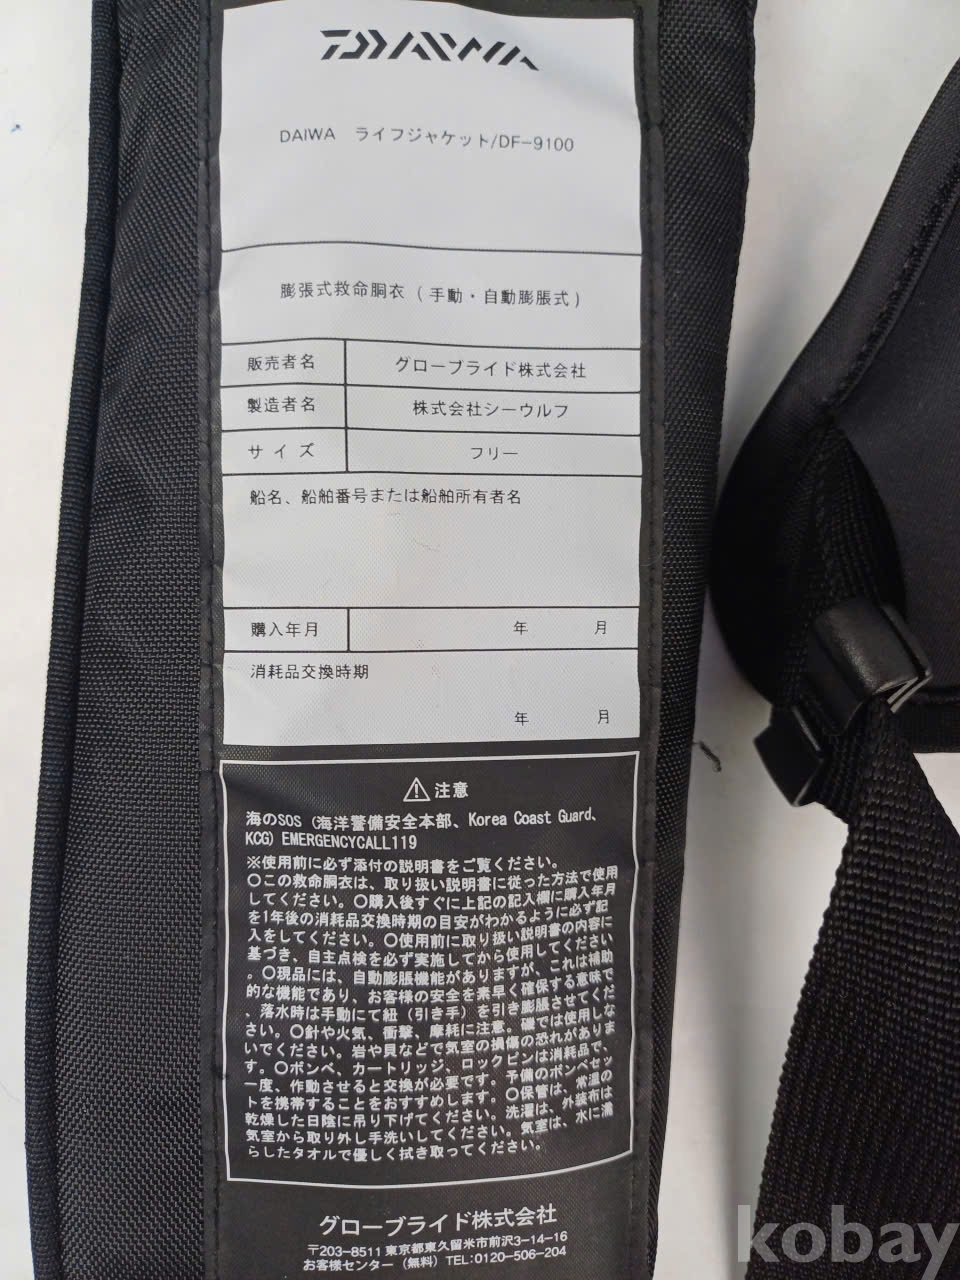 DAIWA
DAIWA ライフジャケット/DF-9100
膨張式救命胴衣 (手動・自動膨脹式)
販売者名 グローブライド株式会社
製造者名 株式会社シーウルフ
サイズ フリー
船名、船舶番号または船舶所有者名
購入年月 年 月
消耗品交換時期
年 月
⚠注意
海のSOS (海洋警備安全本部、Korea Coast Guard、
KCG) EMERGENCYCALL119
※使用前に必ず添付の説明書をご覧ください。
○この救命胴衣は、取り扱い説明書に従った方法で使用
してください。○購入後すぐに上記の記入欄に購入年月
を1年後の消耗品交換時期の目安がわかるように必ず記
入をしてください。○使用前に取り扱い説明書の内容に
基づき、自主点検を必ず実施してから使用してください
。○現品には、自動膨脹機能がありますが、これは補助
的な機能であり、お客様の安全を素早く確保する意味で
、落水時は手動にて紐（引き手）を引き膨脹させてくだ
さい。○針や火気、衝撃、摩耗に注意。磯では使用しな
いでください。岩や貝などで気室の損傷の恐れがありま
す。○ボンベ、カートリッジ、ロックピンは消耗品で、
一度、作動させると交換が必要です。予備のボンベセッ
トを携帯することをおすすめします。○保管は、常温の
乾燥した日陰に吊り下げてください。洗濯は、外装布は
気室から取り外し手洗いしてください。気室は、水に濡
らしたタオルで優しく拭き取ってください。
グローブライド株式会社
〒203-8511 東京都東久留米市前沢3-14-16
お客様センター（無料）TEL:0120-506-204
kobay